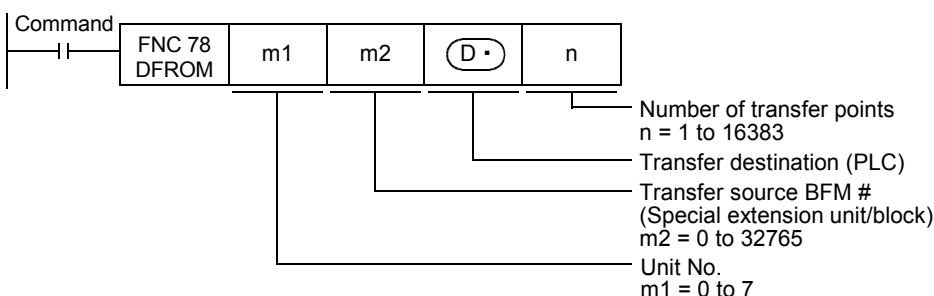 Command
FNC 78
DFROM
m1
m2
D •
n
Number of transfer points
n = 1 to 16383
Transfer destination (PLC)
Transfer source BFM #
(Special extension unit/block)
m2 = 0 to 32765
Unit No.
m1 = 0 to 7